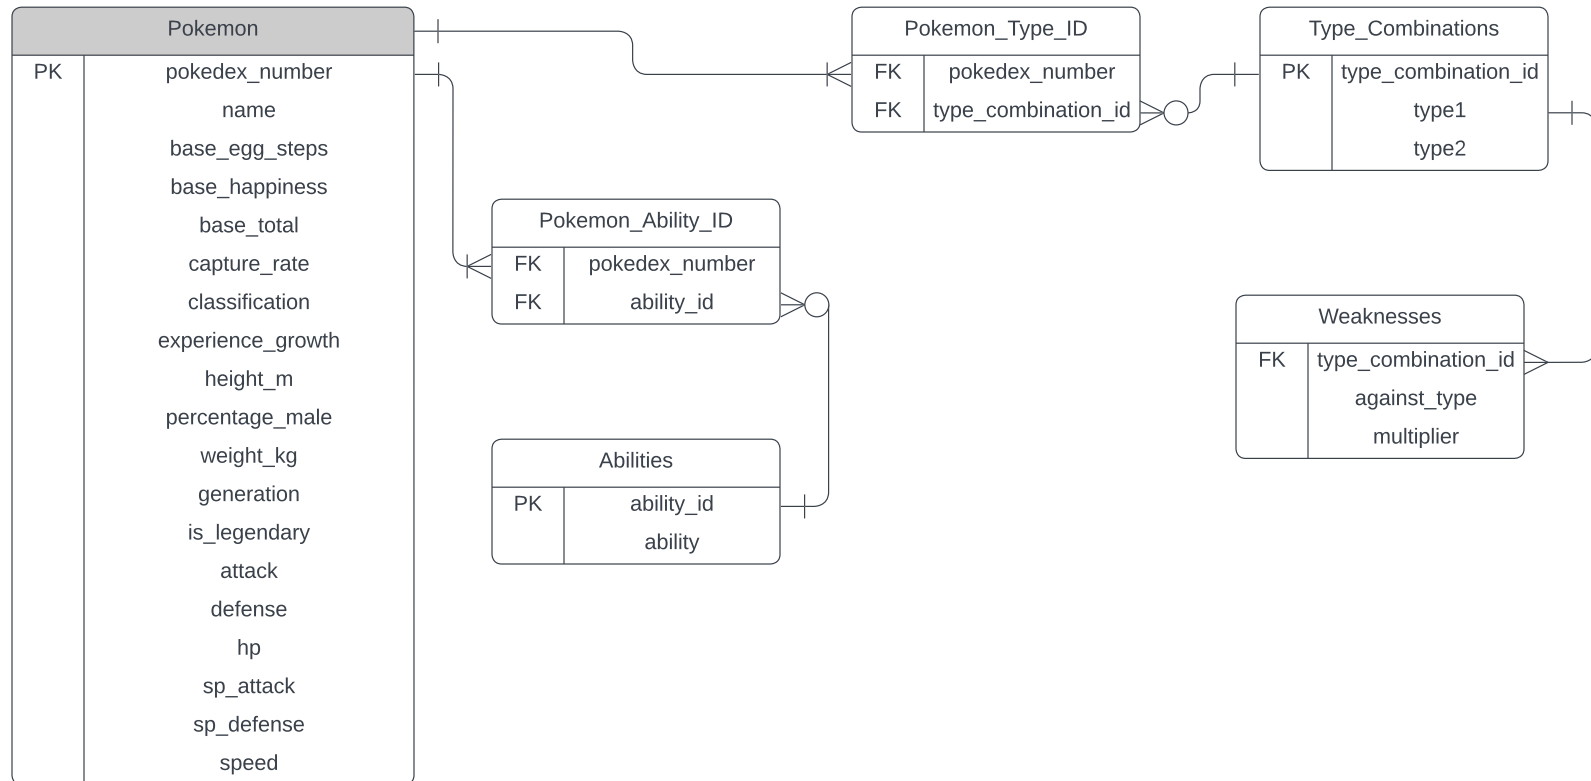 Pokemon
PK pokedex_number
name
base_egg_steps
base_happiness
base_total
capture_rate
classification
experience_growth
height_m
percentage_male
weight_kg
generation
is_legendary
attack
defense
hp
sp_attack
sp_defense
speed
Pokemon_Ability_ID
FK pokedex_number
FK ability_id
Abilities
PK ability_id
ability
Pokemon_Type_ID
FK pokedex_number
FK type_combination_id
Type_Combinations
PK type_combination_id
type1
type2
Weaknesses
FK type_combination_id
against_type
multiplier